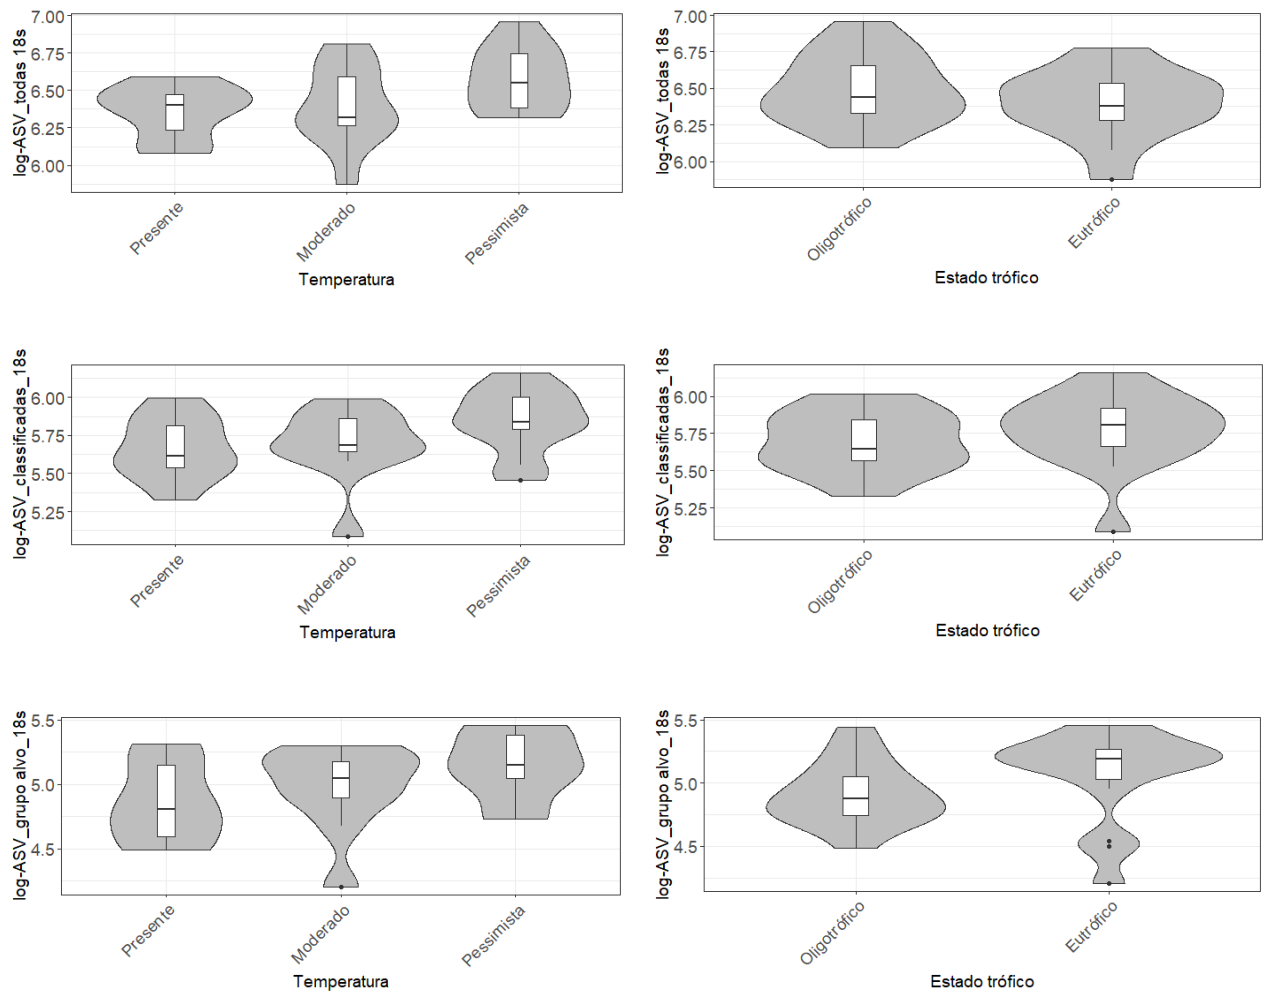 log-ASV_todas 18s
7.00
6.75
6.50
6.25
6.00
Presente
Moderado
Pessimista
Temperatura
log-ASV_todas 18s
7.00
6.75
6.50
6.25
6.00
Oligotrófico
Eutrófico
Estado trófico
log-ASV_classificadas_18s
6.00
5.75
5.50
5.25
Presente
Moderado
Pessimista
Temperatura
log-ASV_classificadas_18s
6.00
5.75
5.50
5.25
Oligotrófico
Eutrófico
Estado trófico
log-ASV_grupo alvo_18s
5.5
5.0
4.5
Presente
Moderado
Pessimista
Temperatura
log-ASV_grupo alvo_18s
5.5
5.0
4.5
Oligotrófico
Eutrófico
Estado trófico